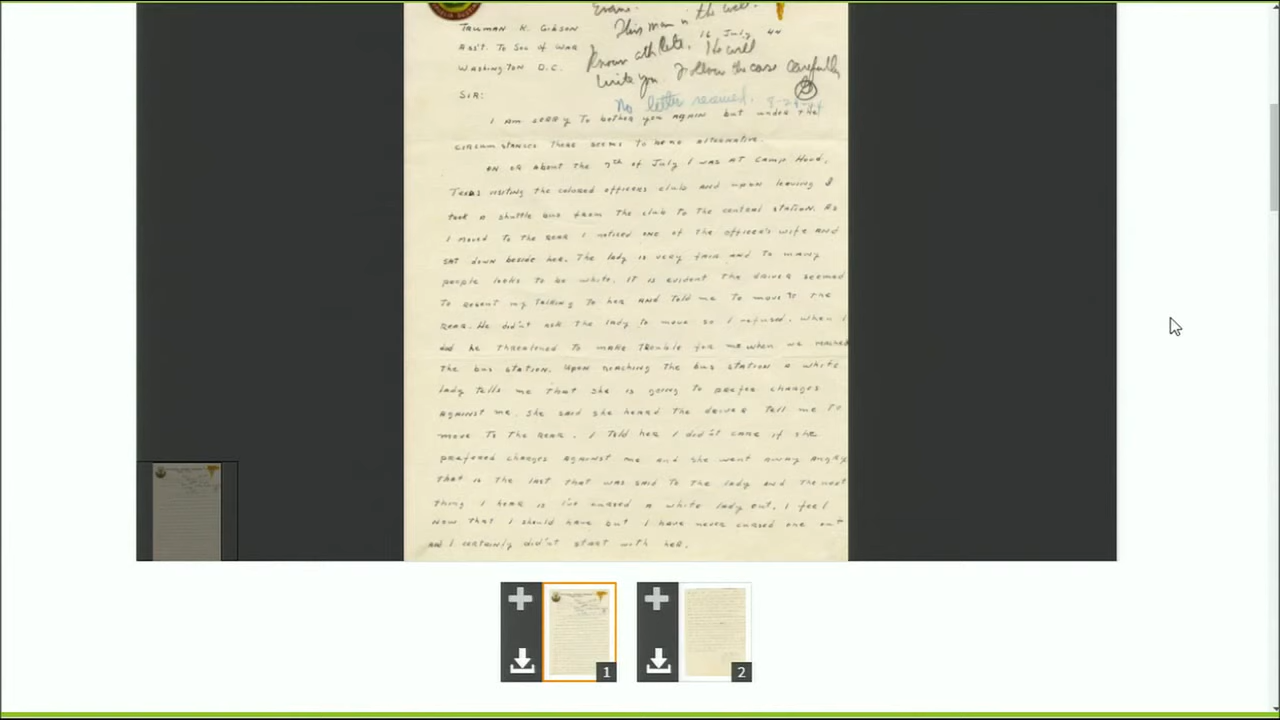 This man is
16 July 44
Truman K. Gibson
Ass't. To Sec of War
Known athlete. He will
Washington D.C.
write you Follow the case carefully
Sir:
No letter received. 8-24-44
I am sorry to bother you again but under the
circumstances there seems to be no alternative.
On or about the 7th of July I was at Camp Hood,
Texas visiting the colored officers club and upon leaving I
took a shuttle bus from the club to the central station. As
I moved to the rear I noticed one of the officer's wife and
sat down beside her. The lady is very fair and to many
people looks to be white. It is evident the driver seemed
to resent my talking to her and told me to move to the
rear. He didn't ask the lady to move so I refused. When I
did he threatened to make trouble for me when we reached
the bus station. Upon reaching the bus station a white
lady tells me that she is going to prefer charges
against me. She said she heard the driver tell me to
move to the rear. I told her I didn't care if she
prefered charges against me and she went away angry
That is the last that was said to the lady and the next
thing I hear is I've cursed a white lady out. I feel
now that I should have but I have never cursed one out
and I certainly didn't start with her.
1
2